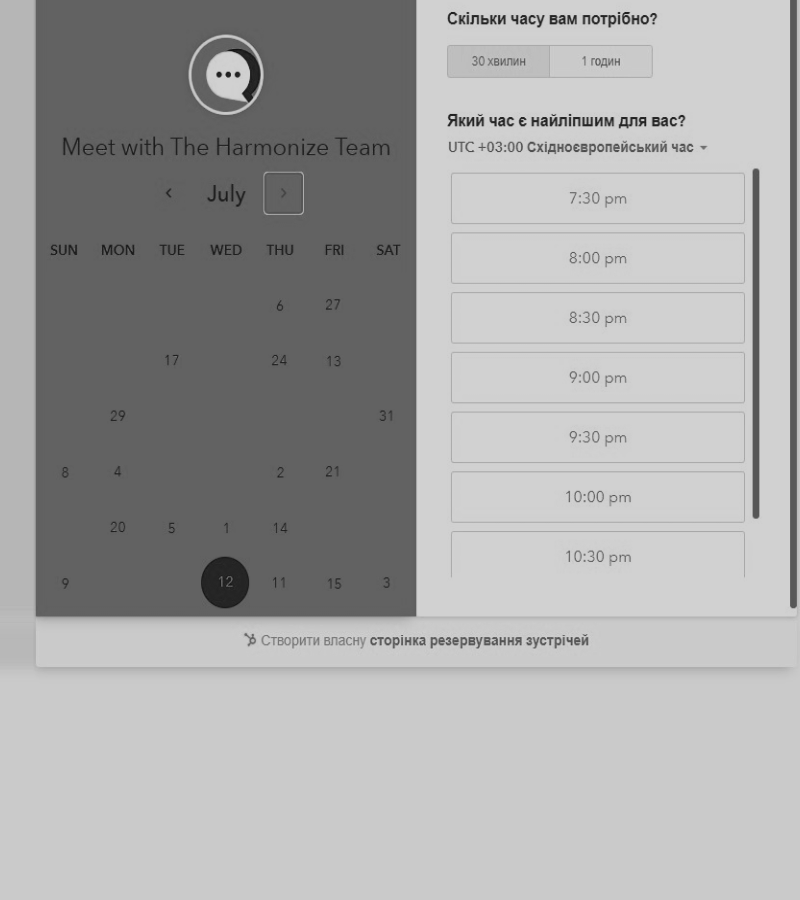 Meet with The Harmonize Team
July
SUN MON TUE WED THU FRI SAT
6 27
17 24 13
29 31
8 4 2 21
20 5 1 14
9 12 11 15 3
Скільки часу вам потрібно?
30 хвилин 1 годин
Який час є найліпшим для вас?
UTC +03:00 Східноєвропейський час
7:30 pm
8:00 pm
8:30 pm
9:00 pm
9:30 pm
10:00 pm
10:30 pm
Створити власну сторінка резервування зустрічей